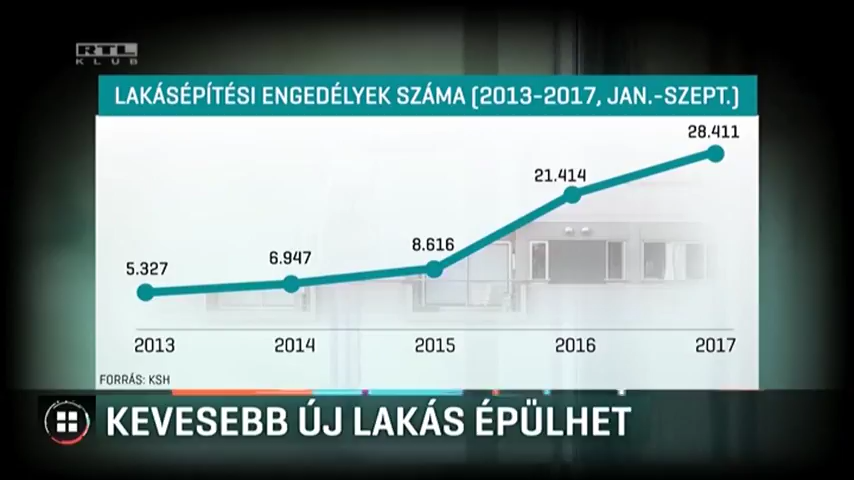 RTL
KLUB
LAKÁSÉPÍTÉSI ENGEDÉLYEK SZÁMA (2013-2017, JAN.-SZEPT.)
28.411
21.414
8.616
6.947
5.327
2013 2014 2015 2016 2017
FORRÁS: KSH
KEVESEBB ÚJ LAKÁS ÉPÜLHET